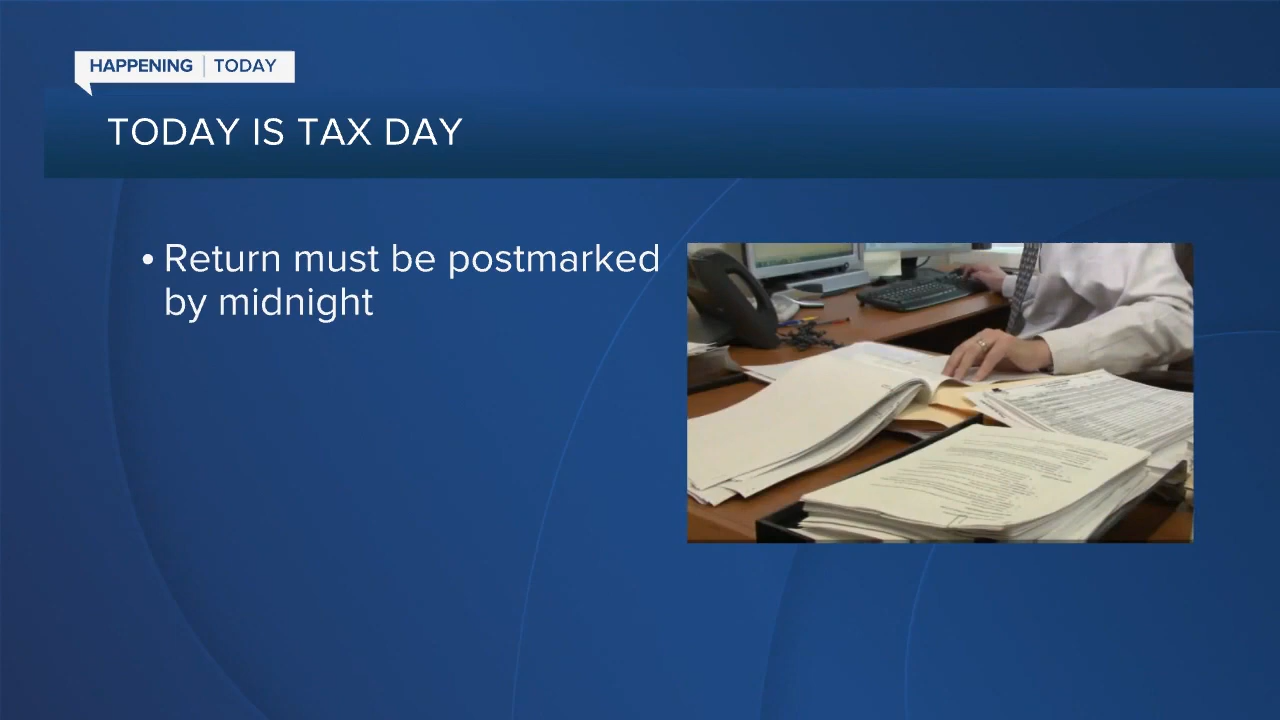 HAPPENING | TODAY
TODAY IS TAX DAY
• Return must be postmarked
by midnight